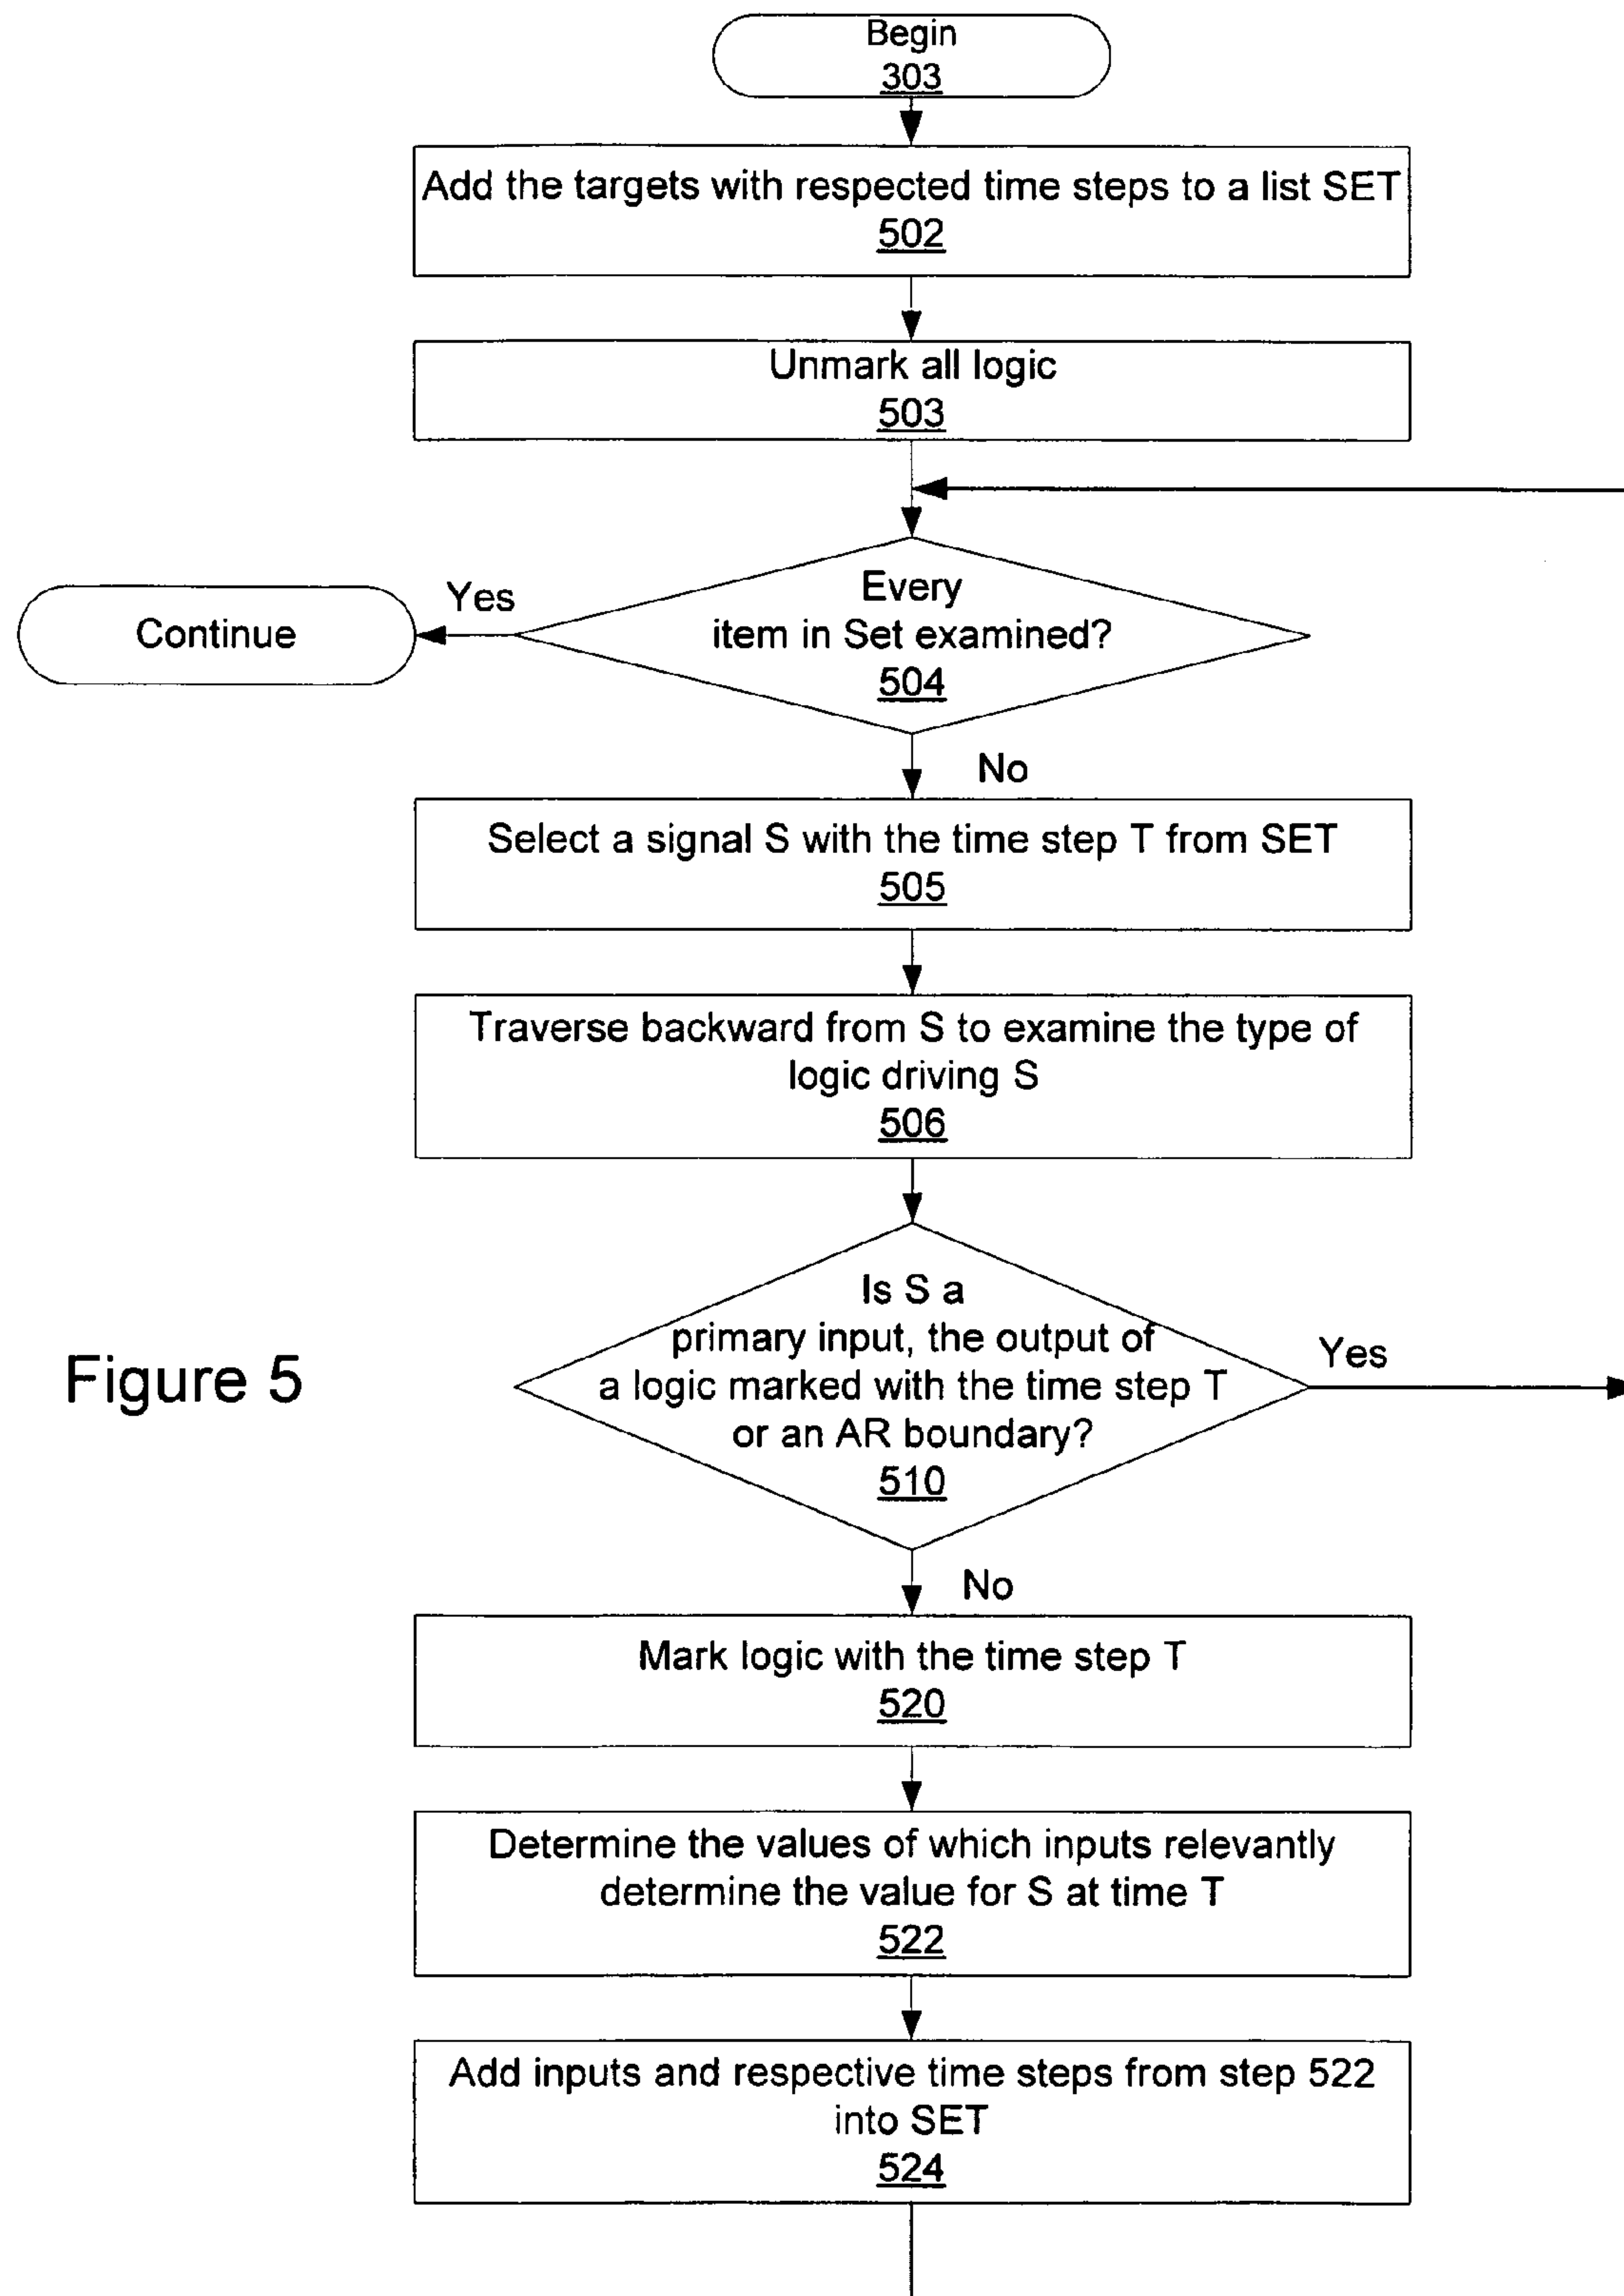 Begin
303
Add the targets with respected time steps to a list SET
502
Unmark all logic
503
Every
item in Set examined?
504
Yes
Continue
No
Select a signal S with the time step T from SET
505
Traverse backward from S to examine the type of
logic driving S
506
Is S a
primary input, the output of
a logic marked with the time step T
or an AR boundary?
510
Yes
Figure 5
No
Mark logic with the time step T
520
Determine the values of which inputs relevantly
determine the value for S at time T
522
Add inputs and respective time steps from step 522
into SET
524